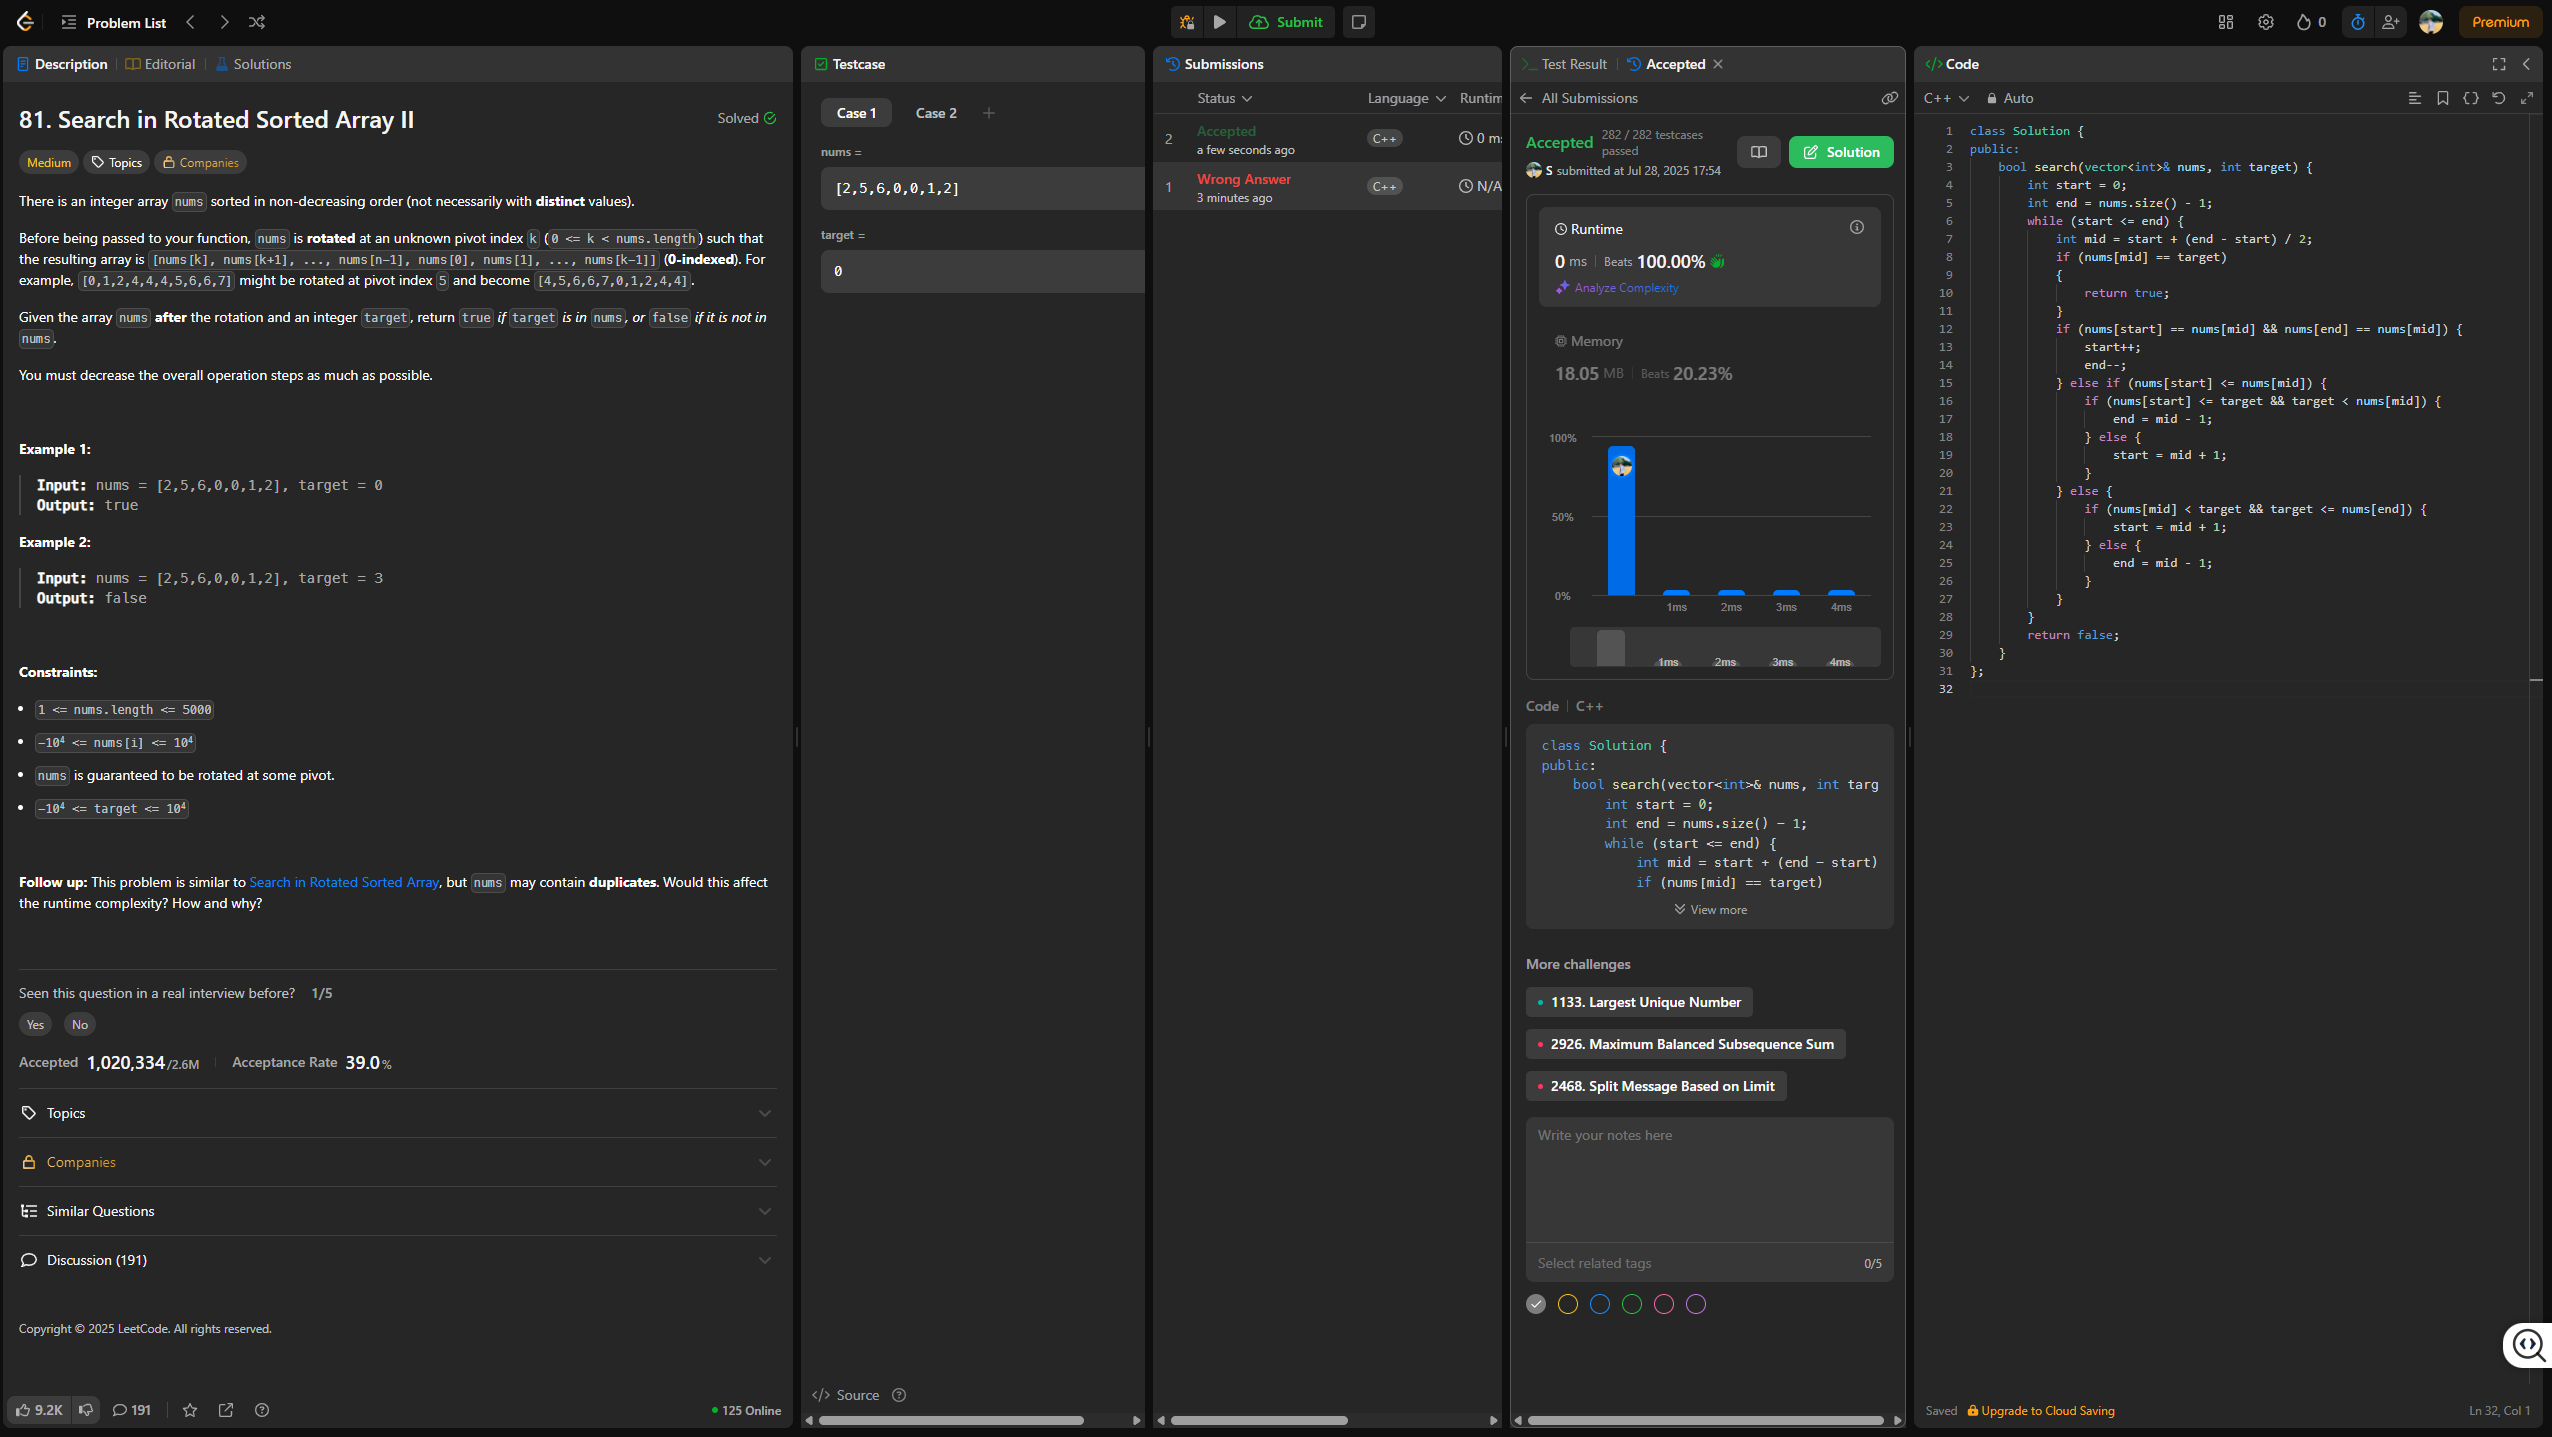 Problem List
Submit
0
Premium
Description
Editorial
Solutions
81. Search in Rotated Sorted Array II
Solved
Medium
Topics
Companies
There is an integer array nums sorted in non-decreasing order (not necessarily with distinct values).
Before being passed to your function, nums is rotated at an unknown pivot index k (0 <= k < nums.length) such that
the resulting array is [nums[k], nums[k+1], ..., nums[n-1], nums[0], nums[1], ..., nums[k-1]] (0-indexed). For
example, [0,1,2,4,4,4,5,6,6,7] might be rotated at pivot index 5 and become [4,5,6,6,7,0,1,2,4,4].
Given the array nums after the rotation and an integer target, return true if target is in nums, or false if it is not in
nums.
You must decrease the overall operation steps as much as possible.
Example 1:
Input: nums = [2,5,6,0,0,1,2], target = 0
Output: true
Example 2:
Input: nums = [2,5,6,0,0,1,2], target = 3
Output: false
Constraints:
1 <= nums.length <= 5000
-10⁴ <= nums[i] <= 10⁴
nums is guaranteed to be rotated at some pivot.
-10⁴ <= target <= 10⁴
Follow up: This problem is similar to Search in Rotated Sorted Array, but nums may contain duplicates. Would this affect
the runtime complexity? How and why?
Seen this question in a real interview before? 1/5
Yes No
Accepted 1,020,334/2.6M Acceptance Rate 39.0%
Topics
Companies
Similar Questions
Discussion (191)
Copyright © 2025 LeetCode. All rights reserved.
9.2K
191
125 Online
Testcase
Case 1 Case 2
nums =
[2,5,6,0,0,1,2]
target =
0
Source
Submissions
Status Language Runtim
2 Accepted C++ 0 m
a few seconds ago
1 Wrong Answer C++ N/A
3 minutes ago
Test Result
Accepted
All Submissions
Accepted 282 / 282 testcases
passed
S submitted at Jul 28, 2025 17:54
Solution
Runtime
0 ms Beats 100.00%
Analyze Complexity
Memory
18.05 MB Beats 20.23%
100%
50%
0%
1ms 2ms 3ms 4ms
1ms 2ms 3ms 4ms
Code C++
class Solution {
public:
    bool search(vector<int>& nums, int targ
        int start = 0;
        int end = nums.size() - 1;
        while (start <= end) {
            int mid = start + (end - start)
            if (nums[mid] == target)
View more
More challenges
1133. Largest Unique Number
2926. Maximum Balanced Subsequence Sum
2468. Split Message Based on Limit
Write your notes here
Select related tags 0/5
Code
C++ Auto
1 class Solution {
2 public:
3     bool search(vector<int>& nums, int target) {
4         int start = 0;
5         int end = nums.size() - 1;
6         while (start <= end) {
7             int mid = start + (end - start) / 2;
8             if (nums[mid] == target)
9             {
10                 return true;
11             }
12             if (nums[start] == nums[mid] && nums[end] == nums[mid]) {
13                 start++;
14                 end--;
15             } else if (nums[start] <= nums[mid]) {
16                 if (nums[start] <= target && target < nums[mid]) {
17                     end = mid - 1;
18                 } else {
19                     start = mid + 1;
20                 }
21             } else {
22                 if (nums[mid] < target && target <= nums[end]) {
23                     start = mid + 1;
24                 } else {
25                     end = mid - 1;
26                 }
27             }
28         }
29         return false;
30     }
31 };
32
Saved Upgrade to Cloud Saving
Ln 32, Col 1